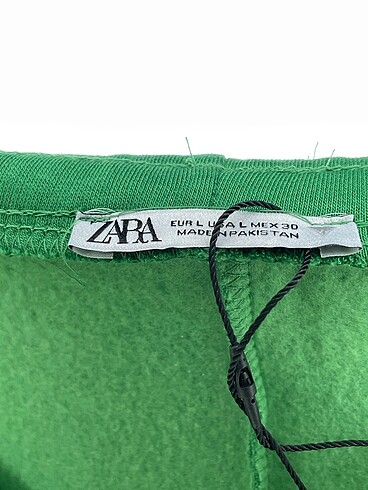 ZARA
EUR L USA L MEX 30
MADE IN PAKISTAN